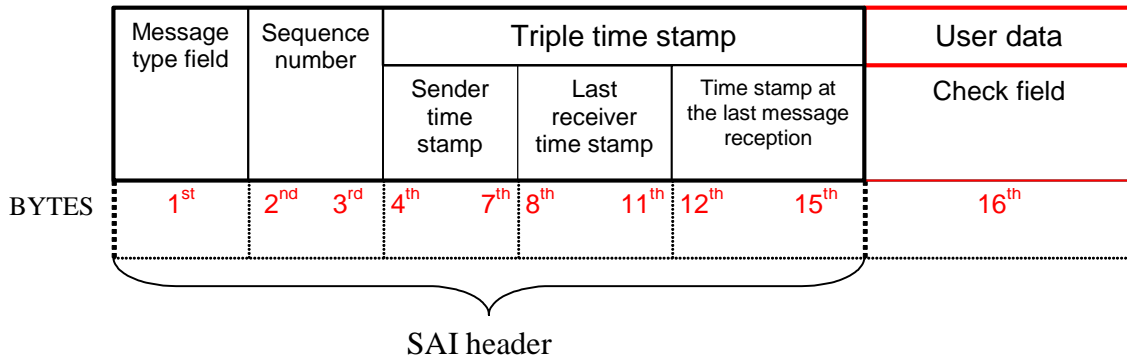 Message
type field
Sequence
number
Triple time stamp
User data
Sender
time
stamp
Last
receiver
time stamp
Time stamp at
the last message
reception
Check field
BYTES 1st 2nd 3rd 4th 7th 8th 11th 12th 15th 16th
SAI header